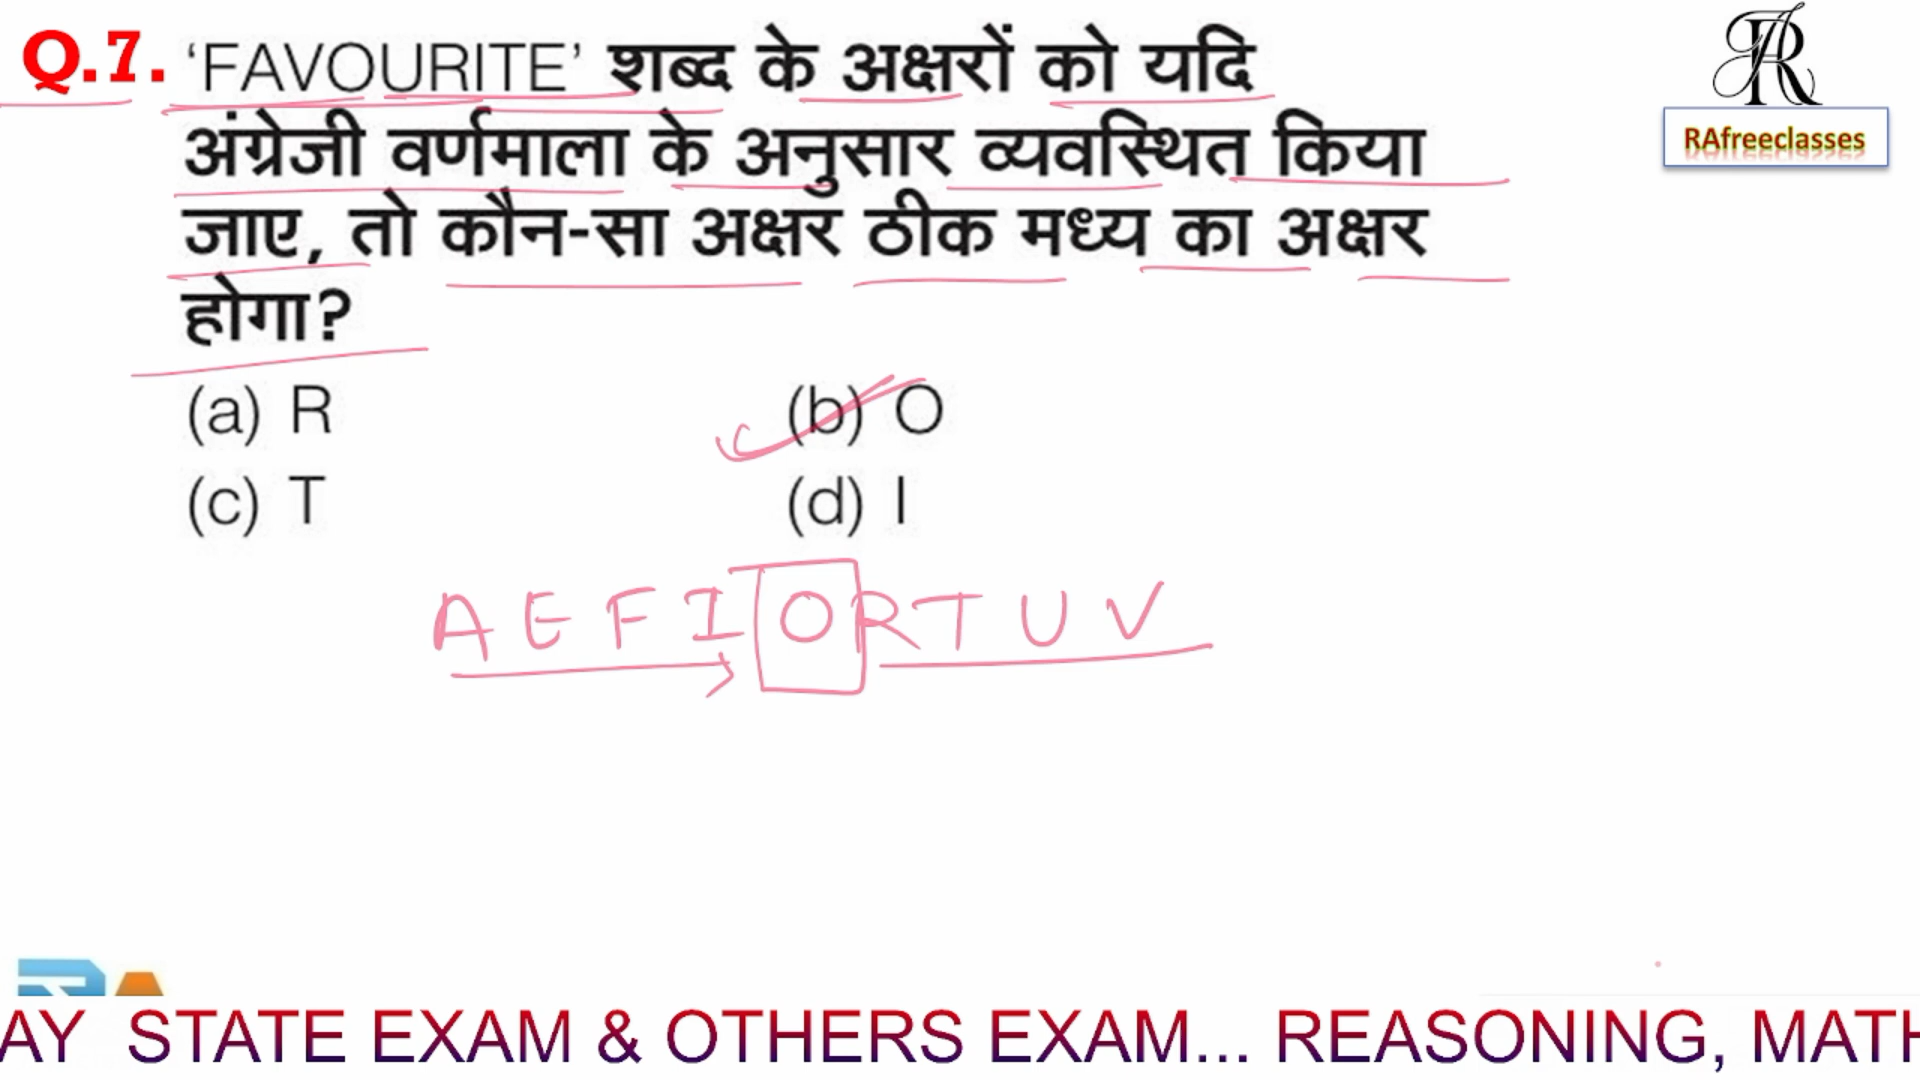 Q.7. ‘FAVOURITE’ शब्द के अक्षरों को यदि
अंग्रेजी वर्णमाला के अनुसार व्यवस्थित किया
जाए, तो कौन-सा अक्षर ठीक मध्य का अक्षर
होगा?
(a) R (b) O
(c) T (d) I
A E F I O R T U V
RAfreeclasses
AY STATE EXAM & OTHERS EXAM... REASONING, MATH